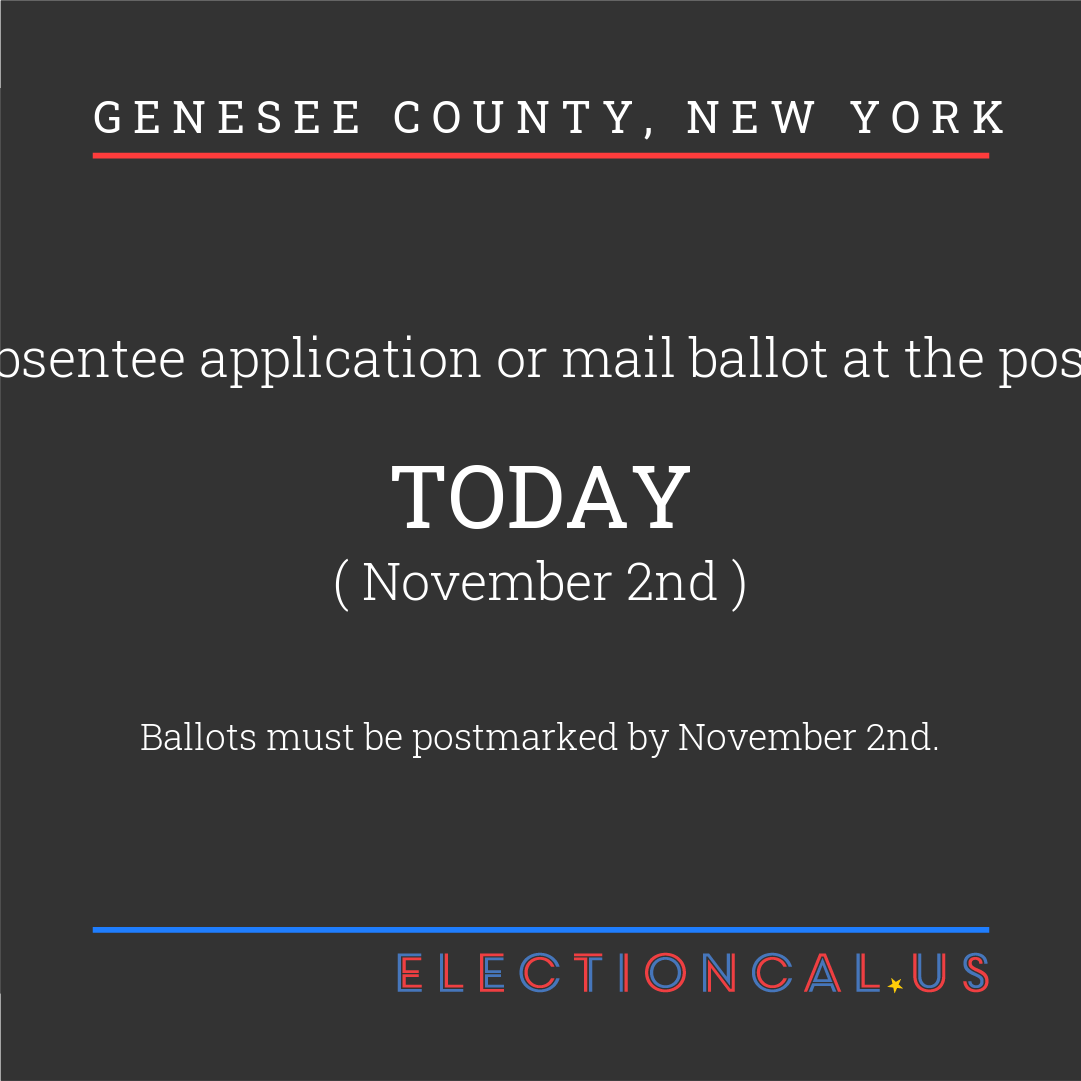 GENESEE COUNTY, NEW YORK
bsentee application or mail ballot at the pos
TODAY
( November 2nd )
Ballots must be postmarked by November 2nd.
ELECTIONCAL.US